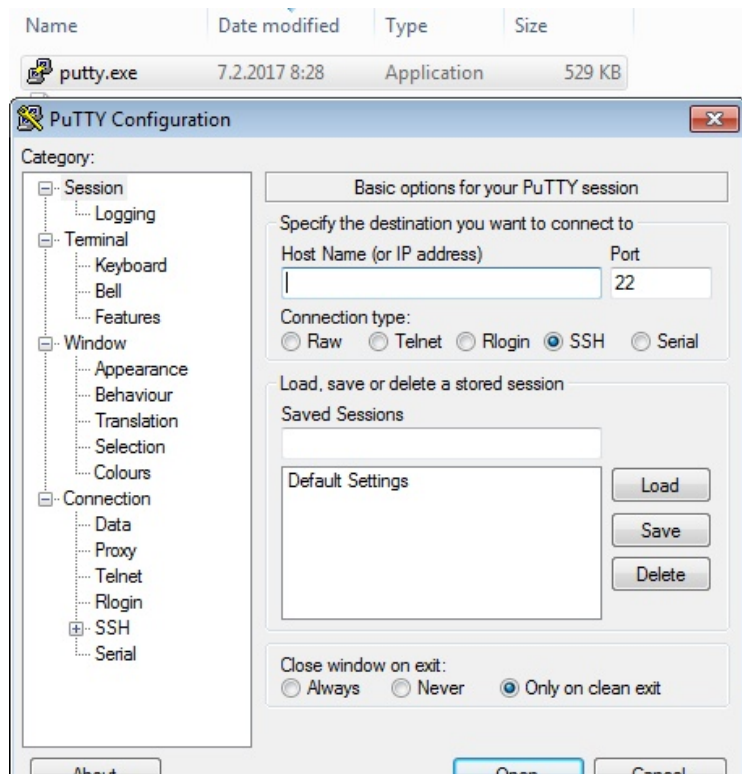 Name Date modified Type Size
putty.exe 7.2.2017 8:28 Application 529 KB
PuTTY Configuration
Category:
Session
Logging
Terminal
Keyboard
Bell
Features
Window
Appearance
Behaviour
Translation
Selection
Colours
Connection
Data
Proxy
Telnet
Rlogin
SSH
Serial
Basic options for your PuTTY session
Specify the destination you want to connect to
Host Name (or IP address) Port
22
Connection type:
Raw Telnet Rlogin SSH Serial
Load, save or delete a stored session
Saved Sessions
Default Settings
Load
Save
Delete
Close window on exit:
Always Never Only on clean exit
About Open Cancel